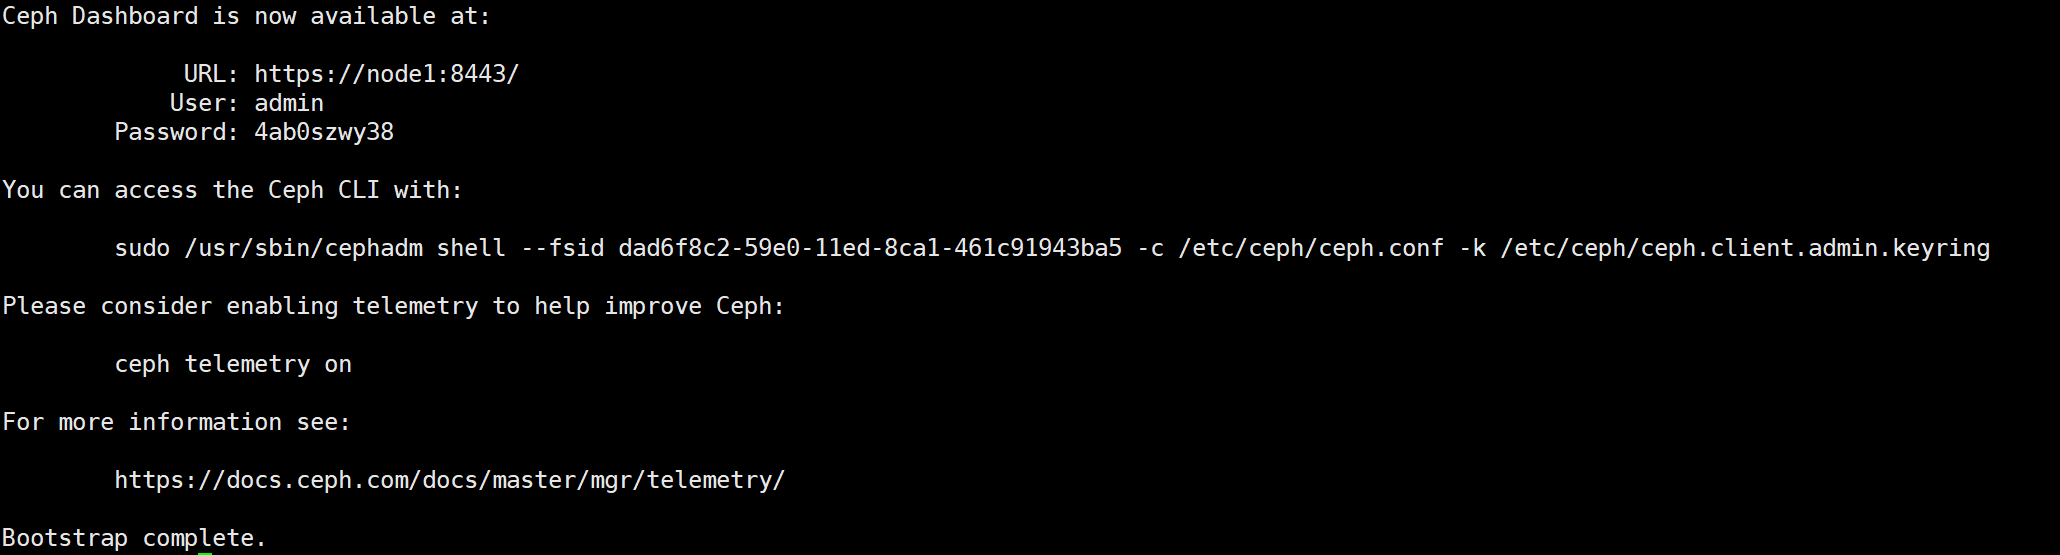 Ceph Dashboard is now available at:
URL: https://node1:8443/
User: admin
Password: 4ab0szwy38
You can access the Ceph CLI with:
sudo /usr/sbin/cephadm shell --fsid dad6f8c2-59e0-11ed-8ca1-461c91943ba5 -c /etc/ceph/ceph.conf -k /etc/ceph/ceph.client.admin.keyring
Please consider enabling telemetry to help improve Ceph:
ceph telemetry on
For more information see:
https://docs.ceph.com/docs/master/mgr/telemetry/
Bootstrap complete.